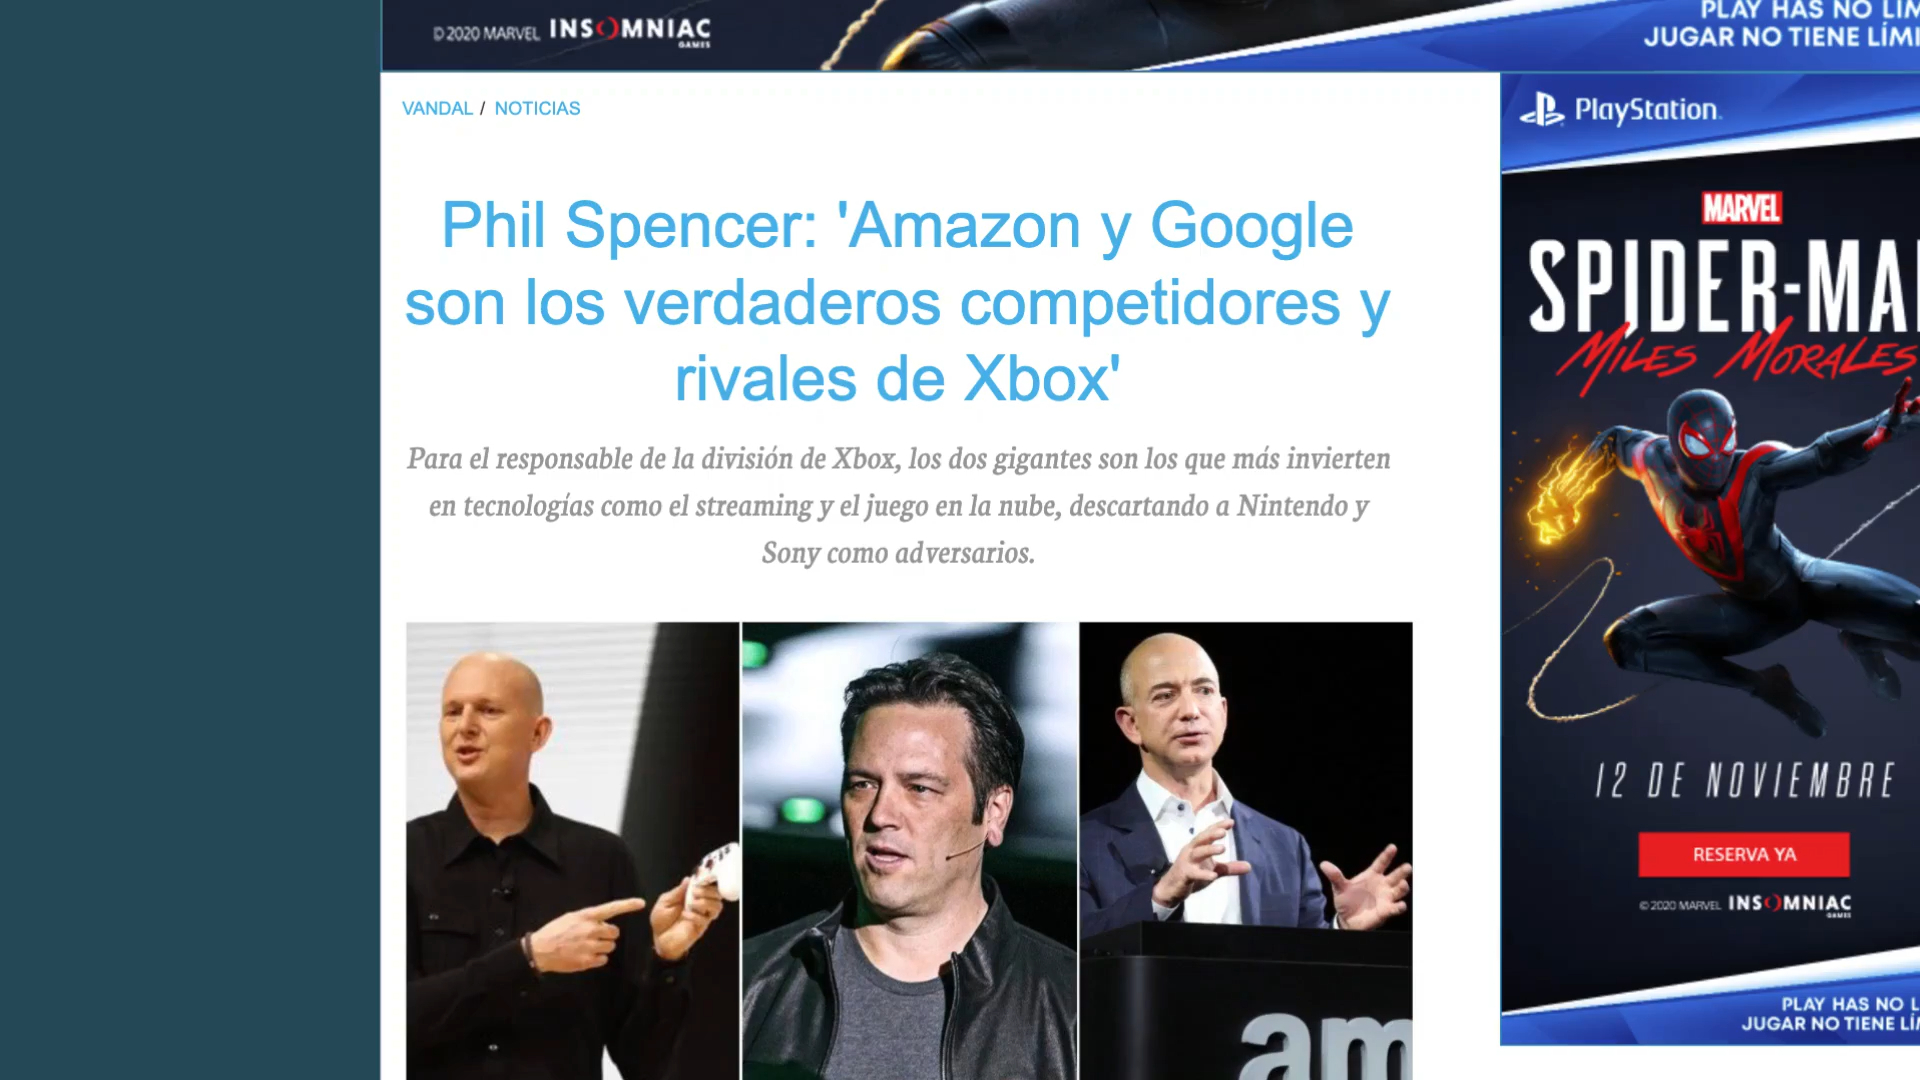 © 2020 MARVEL INSOMNIAC
GAMES
PLAY HAS NO LIM
JUGAR NO TIENE LÍMI
VANDAL / NOTICIAS
Phil Spencer: 'Amazon y Google
son los verdaderos competidores y
rivales de Xbox'
Para el responsable de la división de Xbox, los dos gigantes son los que más invierten
en tecnologías como el streaming y el juego en la nube, descartando a Nintendo y
Sony como adversarios.
am
PlayStation.
MARVEL
SPIDER-MA
MILES MORALES
12 DE NOVIEMBRE
RESERVA YA
© 2020 MARVEL INSOMNIAC
GAMES
PLAY HAS NO L
JUGAR NO TIENE LÍ